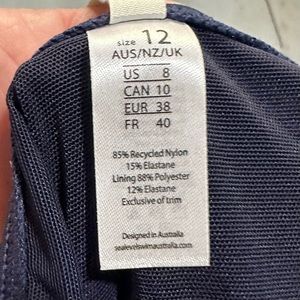 size 12
AUS/NZ/UK
US 8
CAN 10
EUR 38
FR 40
85% Recycled Nylon
15% Elastane
Lining 88% Polyester
12% Elastane
Exclusive of trim
Designed in Australia
sealevelswimaustralia.com